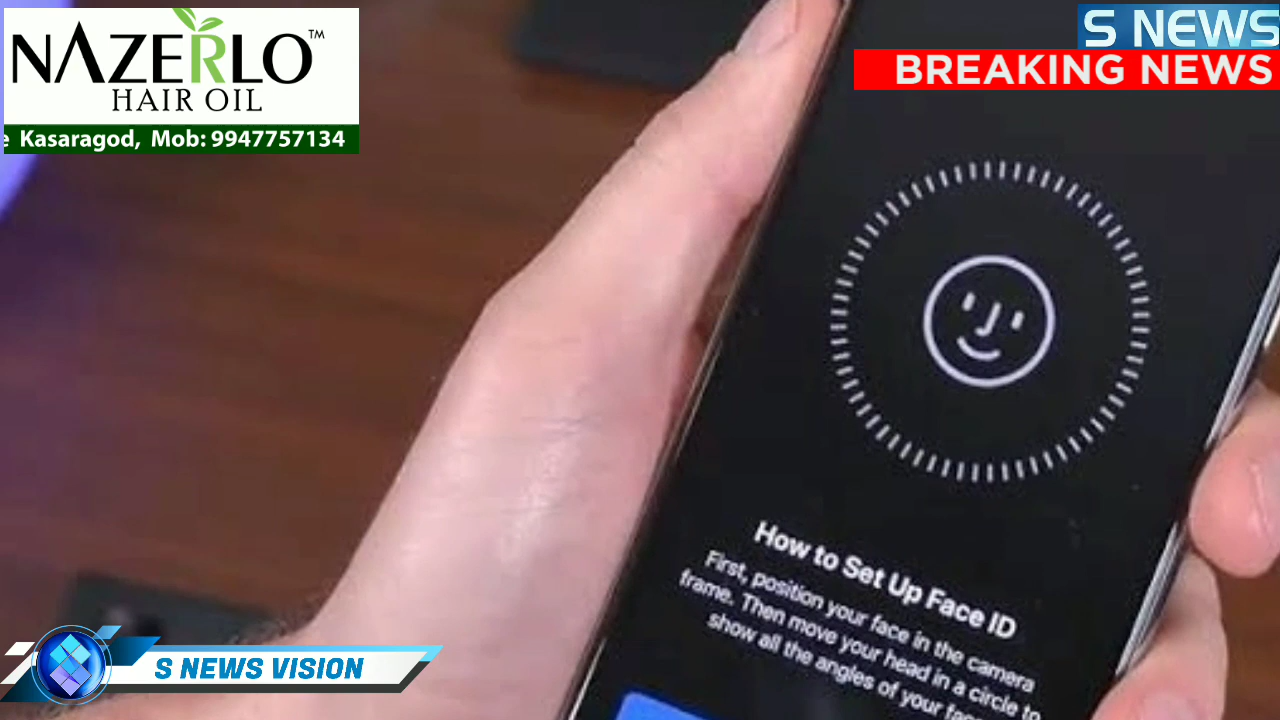 NAZERLO™
HAIR OIL
e Kasaragod, Mob: 9947757134
S NEWS
BREAKING NEWS
How to Set Up Face ID
First, position your face in the camera
frame. Then move your head in a circle to
show all the angles of your face
S NEWS VISION